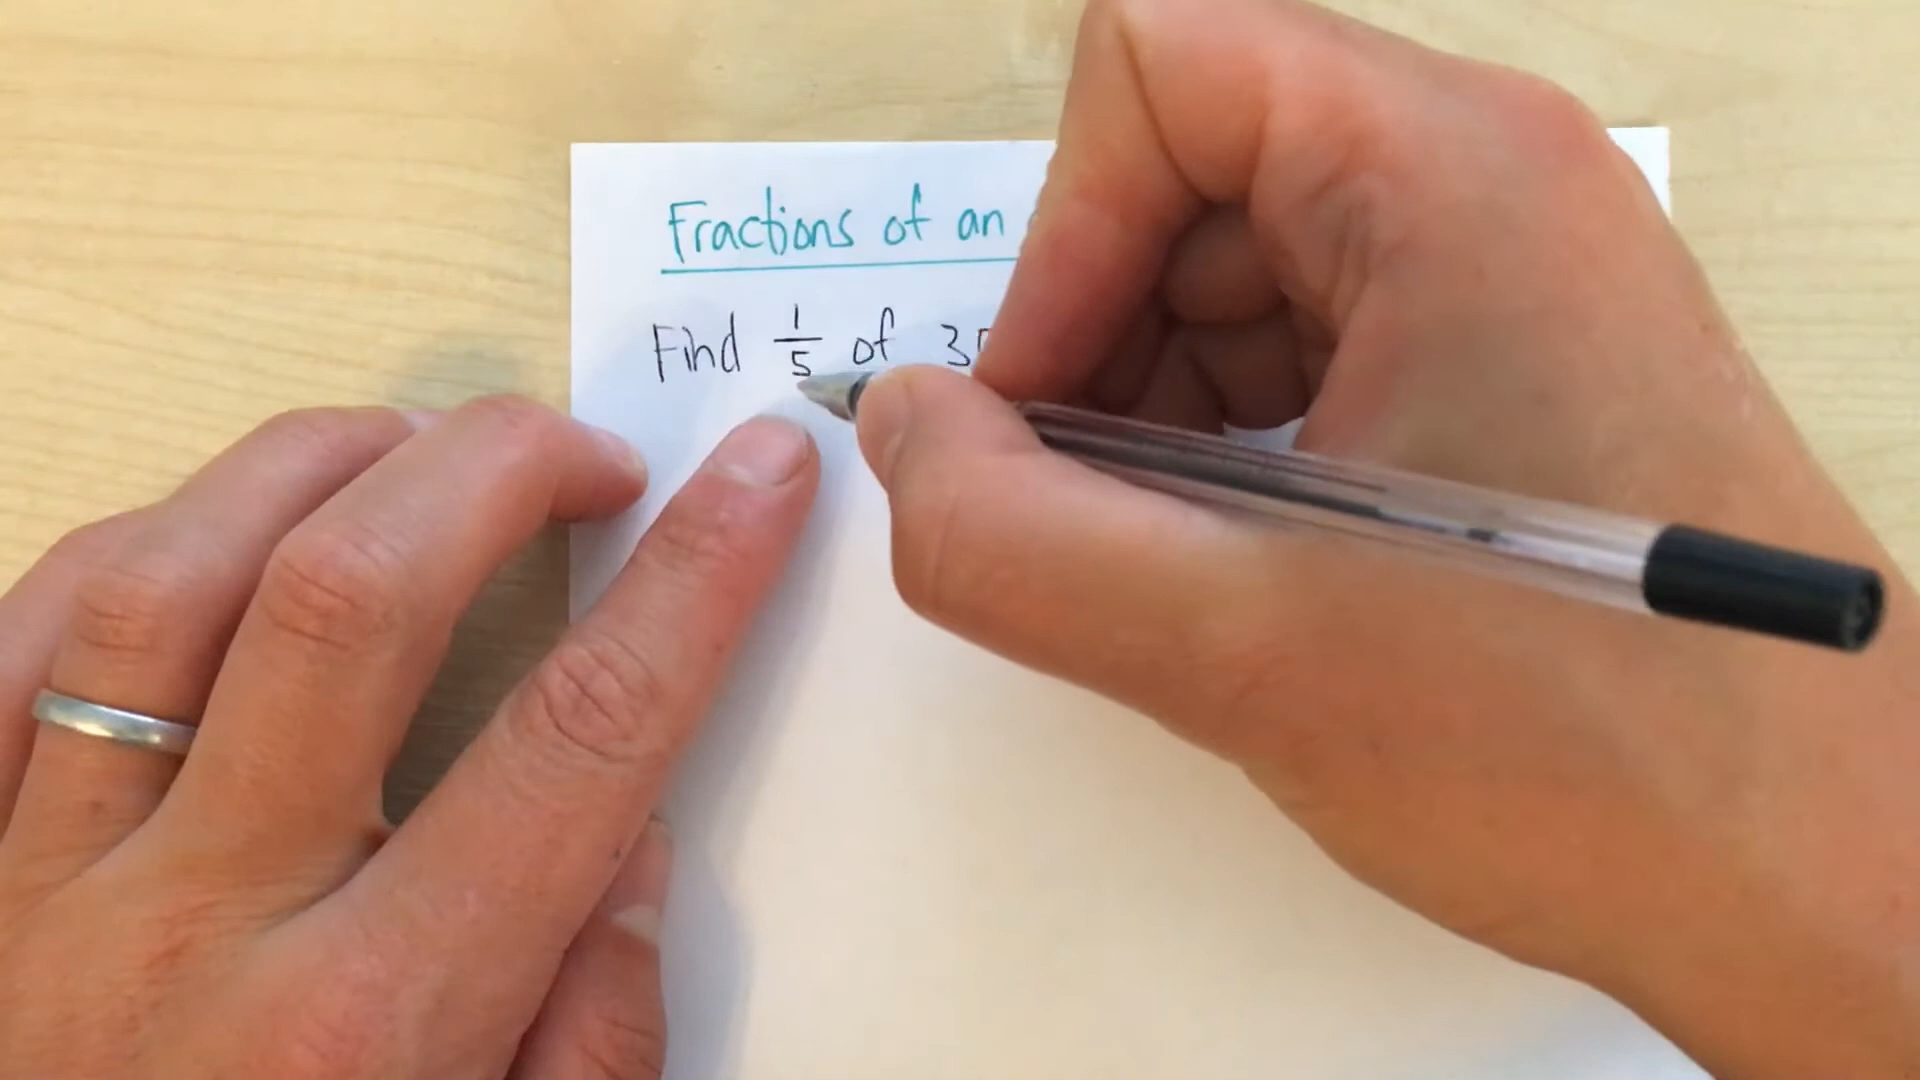 Fractions of an
Find 1/5 of